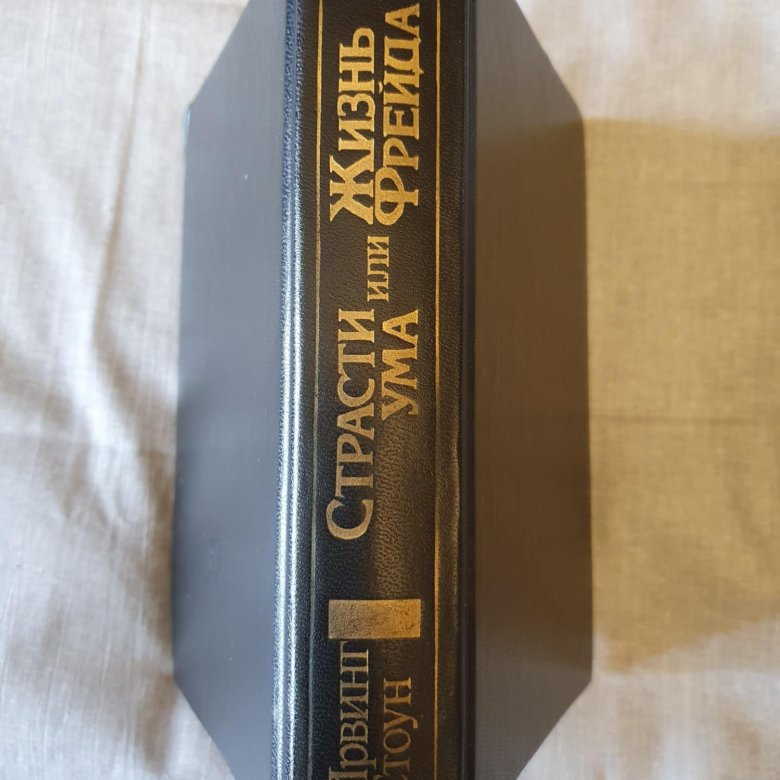 Ирвинг
Стоун
Страсти
ума
или
Жизнь
Фрейда